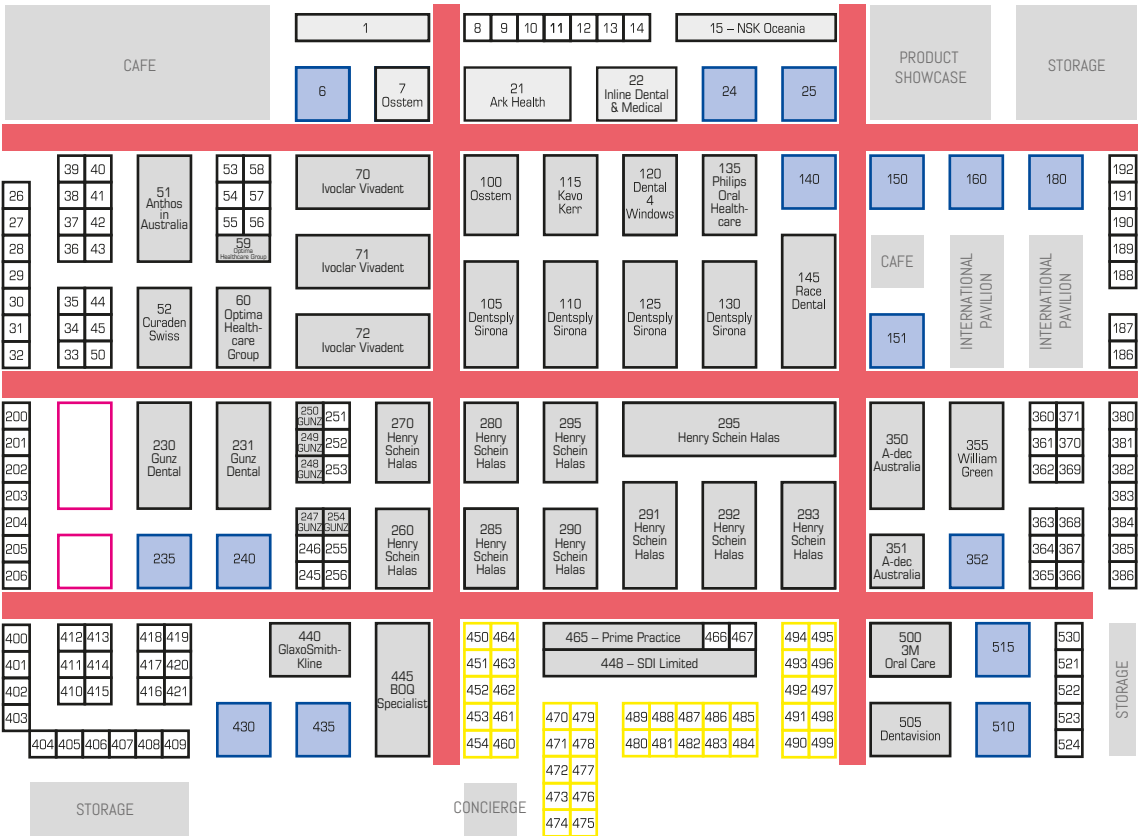 1
8 9 10 11 12 13 14
15 – NSK Oceania
CAFE
PRODUCT
SHOWCASE
STORAGE
6
7
Osstem
21
Ark Health
22
Inline Dental
& Medical
24
25
26
27
28
29
30
31
32
39 40
38 41
37 42
36 43
35 44
34 45
33 50
51
Anthos
in
Australia
52
Curaden
Swiss
53 58
54 57
55 56
59
Optima
Healthcare Group
60
Optima
Health-
care
Group
70
Ivoclar Vivadent
71
Ivoclar Vivadent
72
Ivoclar Vivadent
100
Osstem
115
Kavo
Kerr
120
Dental
4
Windows
135
Philips
Oral
Health-
care
140
105
Dentsply
Sirona
110
Dentsply
Sirona
125
Dentsply
Sirona
130
Dentsply
Sirona
145
Race
Dental
150
160
180
CAFE
151
INTERNATIONAL
PAVILION
INTERNATIONAL
PAVILION
192
191
190
189
188
187
186
200
201
202
203
204
205
206
230
Gunz
Dental
231
Gunz
Dental
235
240
250
GUNZ
251
249
GUNZ
252
248
GUNZ
253
247
GUNZ
254
GUNZ
246 255
245 256
270
Henry
Schein
Halas
260
Henry
Schein
Halas
280
Henry
Schein
Halas
295
Henry
Schein
Halas
295
Henry Schein Halas
285
Henry
Schein
Halas
290
Henry
Schein
Halas
291
Henry
Schein
Halas
292
Henry
Schein
Halas
293
Henry
Schein
Halas
350
A-dec
Australia
355
William
Green
351
A-dec
Australia
352
360 371
361 370
362 369
363 368
364 367
365 366
380
381
382
383
384
385
386
400
401
402
403
404 405 406 407 408 409
412 413
411 414
410 415
418 419
417 420
416 421
440
GlaxoSmith-
Kline
430
435
445
BOQ
Specialist
450 464
451 463
452 462
453 461
454 460
465 – Prime Practice
466 467
448 – SDI Limited
470 479
471 478
472 477
473 476
474 475
489 488 487 486 485
480 481 482 483 484
494 495
493 496
492 497
491 498
490 499
500
3M
Oral Care
515
505
Dentavision
510
530
521
522
523
524
STORAGE
STORAGE
CONCIERGE